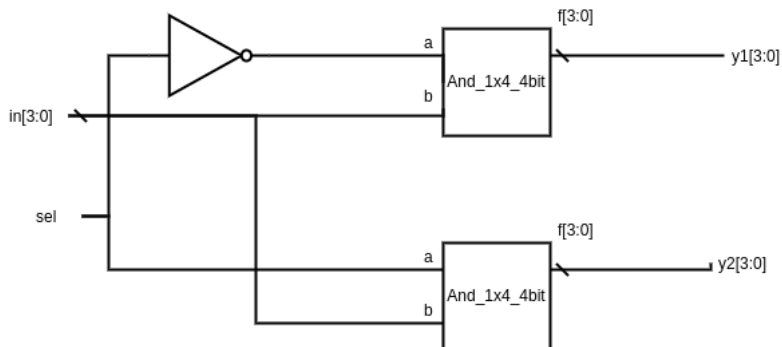 f[3:0]
a
y1[3:0]
And_1x4_4bit
b
in[3:0]
sel
f[3:0]
a
y2[3:0]
And_1x4_4bit
b